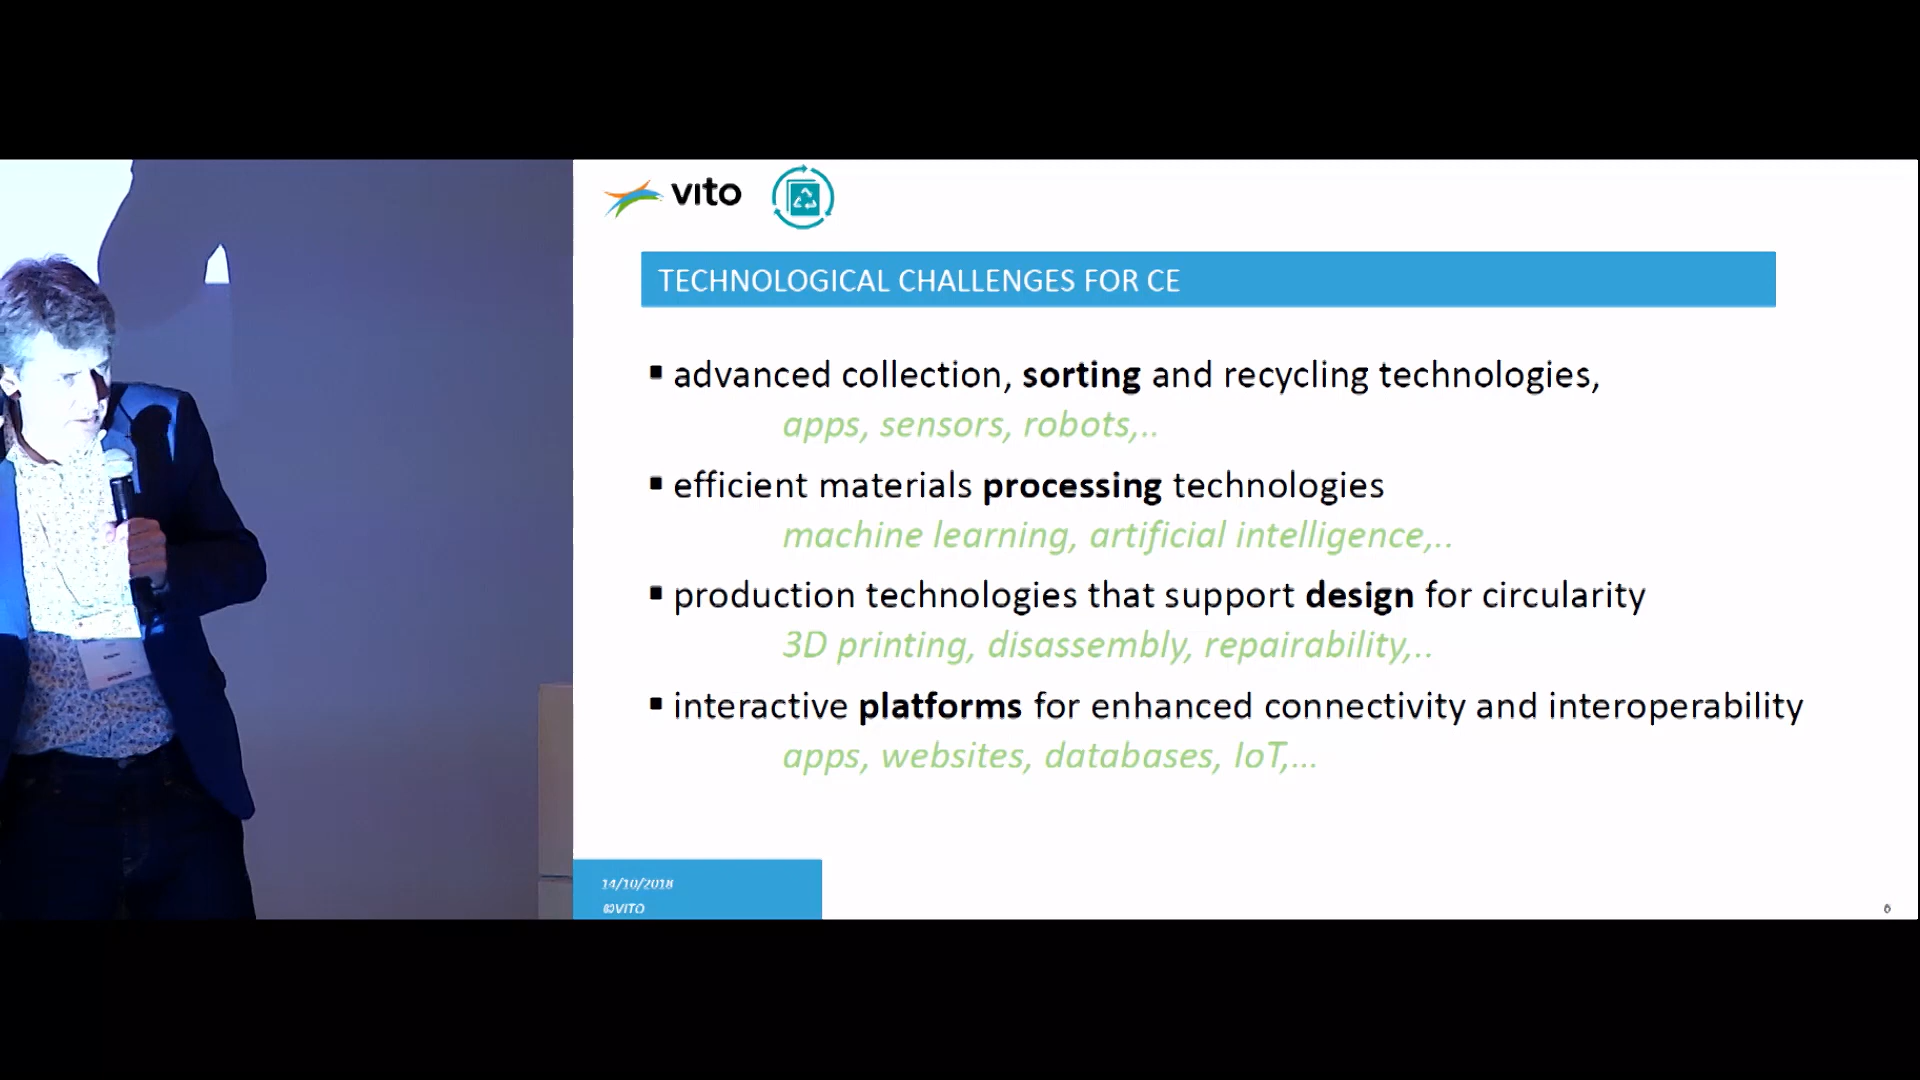 vito
TECHNOLOGICAL CHALLENGES FOR CE
▪ advanced collection, sorting and recycling technologies,
apps, sensors, robots,..
▪ efficient materials processing technologies
machine learning, artificial intelligence,..
▪ production technologies that support design for circularity
3D printing, disassembly, repairability,..
▪ interactive platforms for enhanced connectivity and interoperability
apps, websites, databases, IoT,...
14/10/2018
©VITO
6